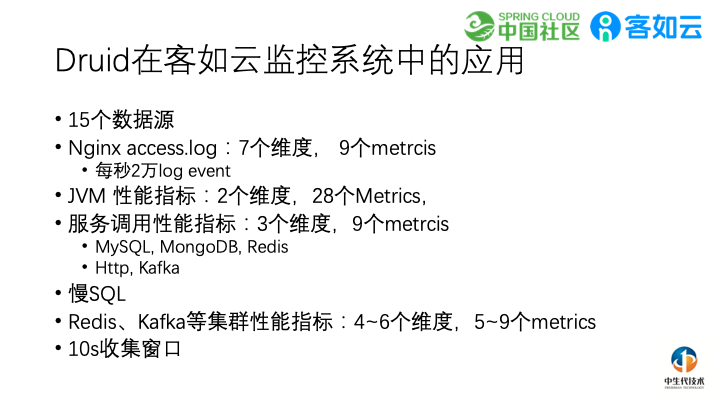 SPRING CLOUD
中国社区
客如云
Druid在客如云监控系统中的应用
• 15个数据源
• Nginx access.log：7个维度， 9个metrcis
• 每秒2万log event
• JVM 性能指标：2个维度，28个Metrics，
• 服务调用性能指标：3个维度，9个metrcis
• MySQL, MongoDB, Redis
• Http, Kafka
• 慢SQL
• Redis、Kafka等集群性能指标：4~6个维度，5~9个metrics
• 10s收集窗口
中生代技术